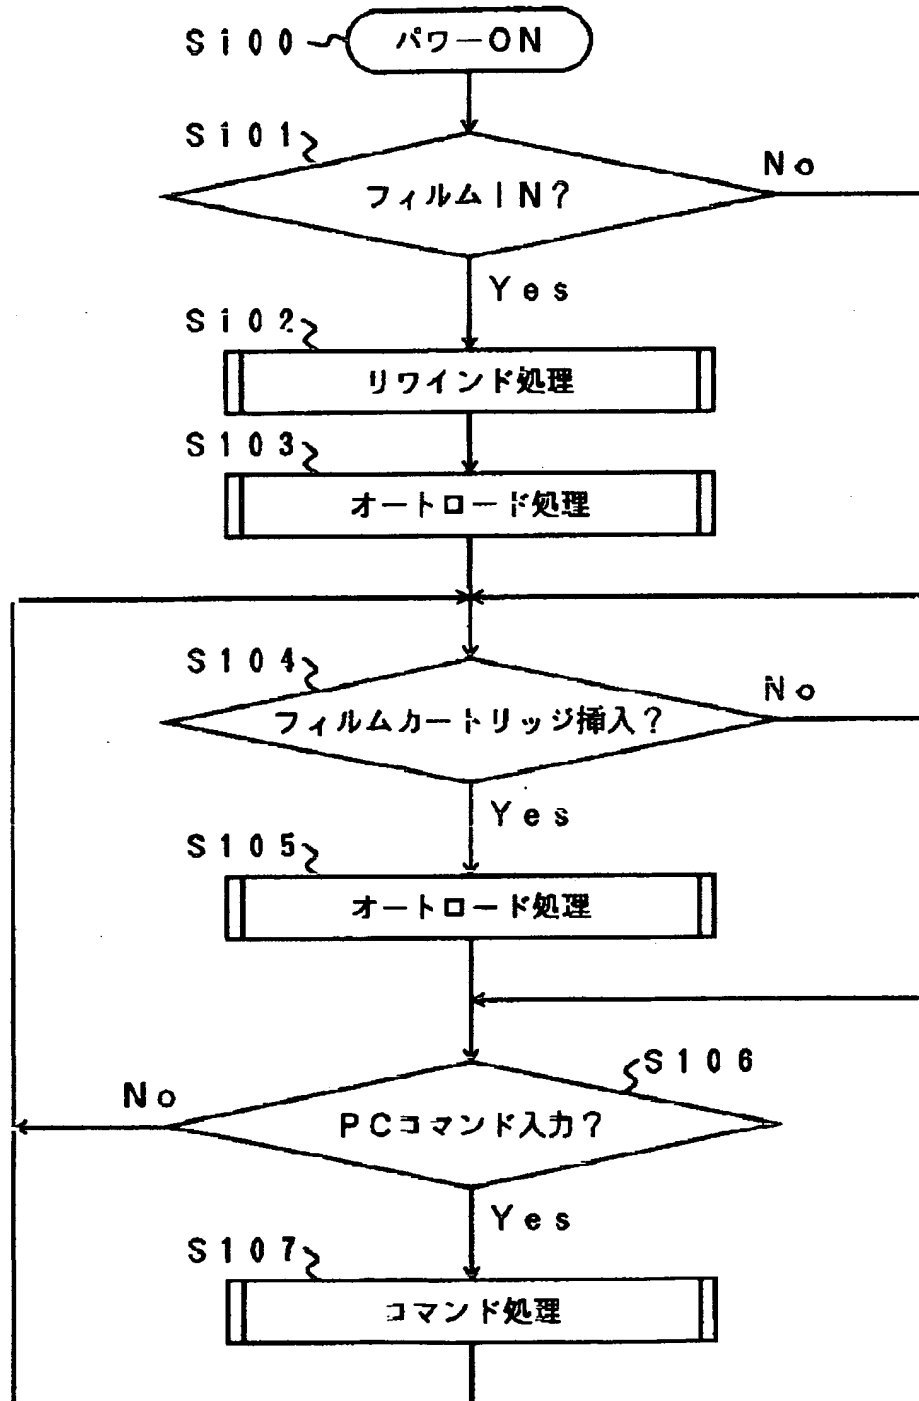 Si00
パワーON
Si01
No
フィルムIN?
Yes
Si02
リワインド処理
S103
オートロード処理
S104
No
フィルムカートリッジ挿入?
Yes
S105
オートロード処理
S106
No
PCコマンド入力?
Yes
S107
コマンド処理